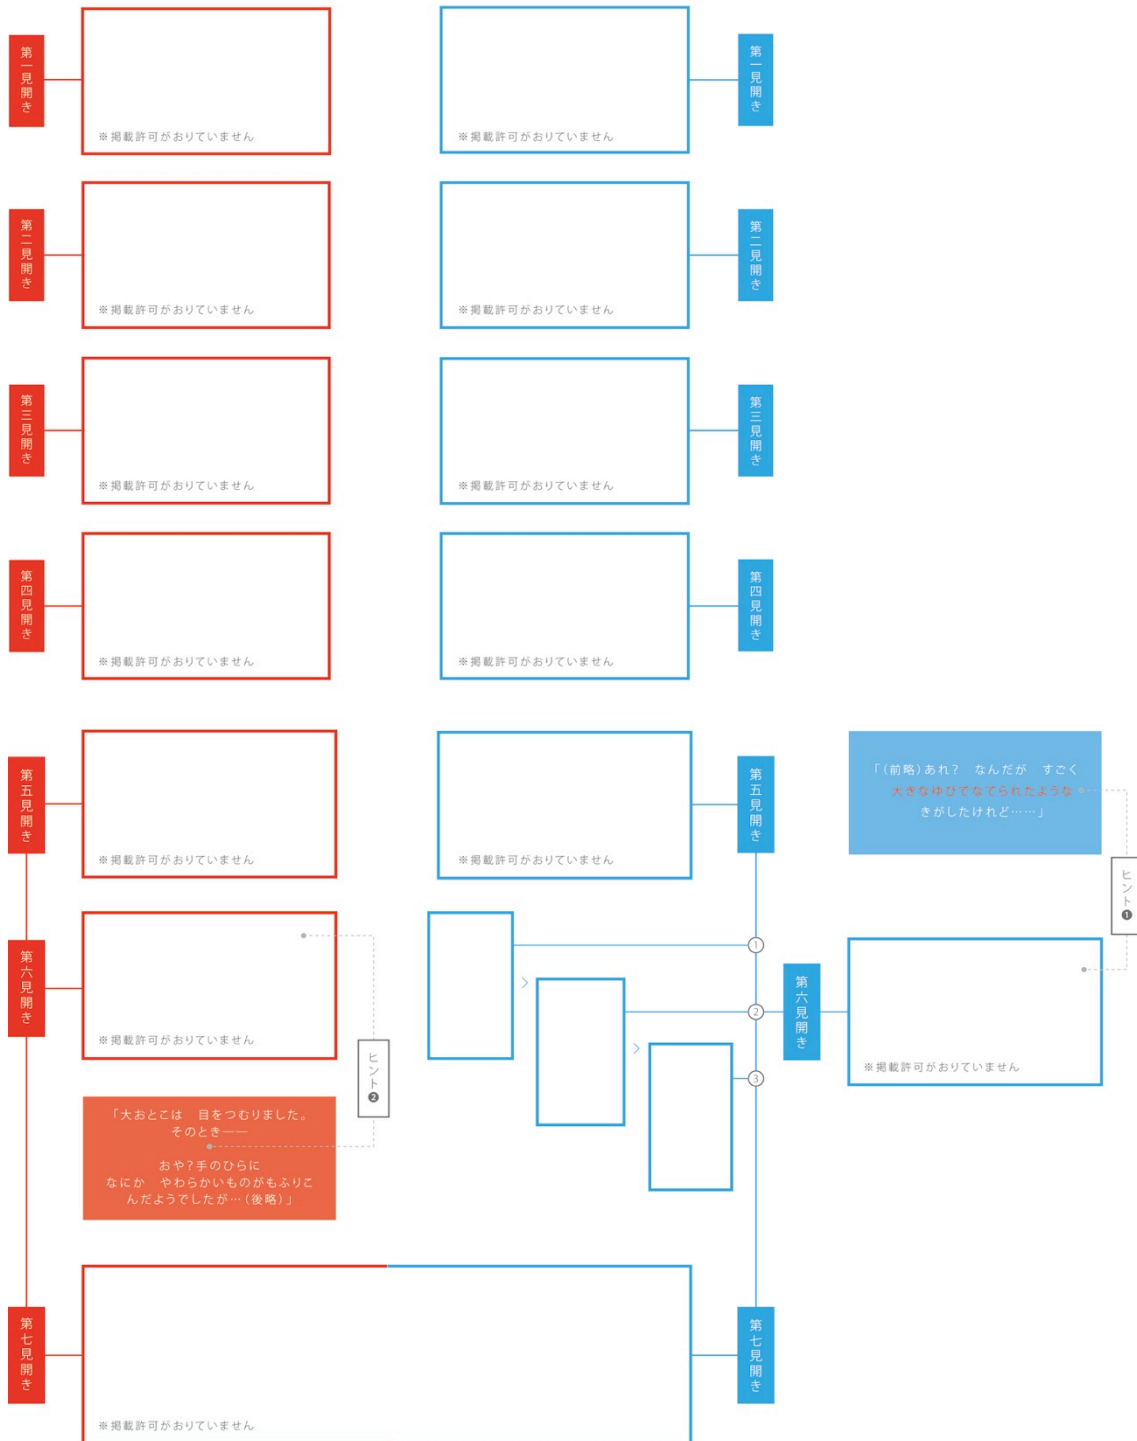 第一見開き
※掲載許可がおりていません
※掲載許可がおりていません
第一見開き
第二見開き
※掲載許可がおりていません
※掲載許可がおりていません
第二見開き
第三見開き
※掲載許可がおりていません
※掲載許可がおりていません
第三見開き
第四見開き
※掲載許可がおりていません
※掲載許可がおりていません
第四見開き
第五見開き
※掲載許可がおりていません
※掲載許可がおりていません
第五見開き
「(前略)あれ? なんだが すごく
大きなゆびでなてられたような
きがしたけれど……」
ヒント❶
第六見開き
※掲載許可がおりていません
ヒント❷
「大おとこは 目をつむりました。
そのとき——
おや?手のひらに
なにか やわらかいものがもふりこ
んだようでしたが…(後略)」
①
②
③
第六見開き
※掲載許可がおりていません
第七見開き
※掲載許可がおりていません
第七見開き